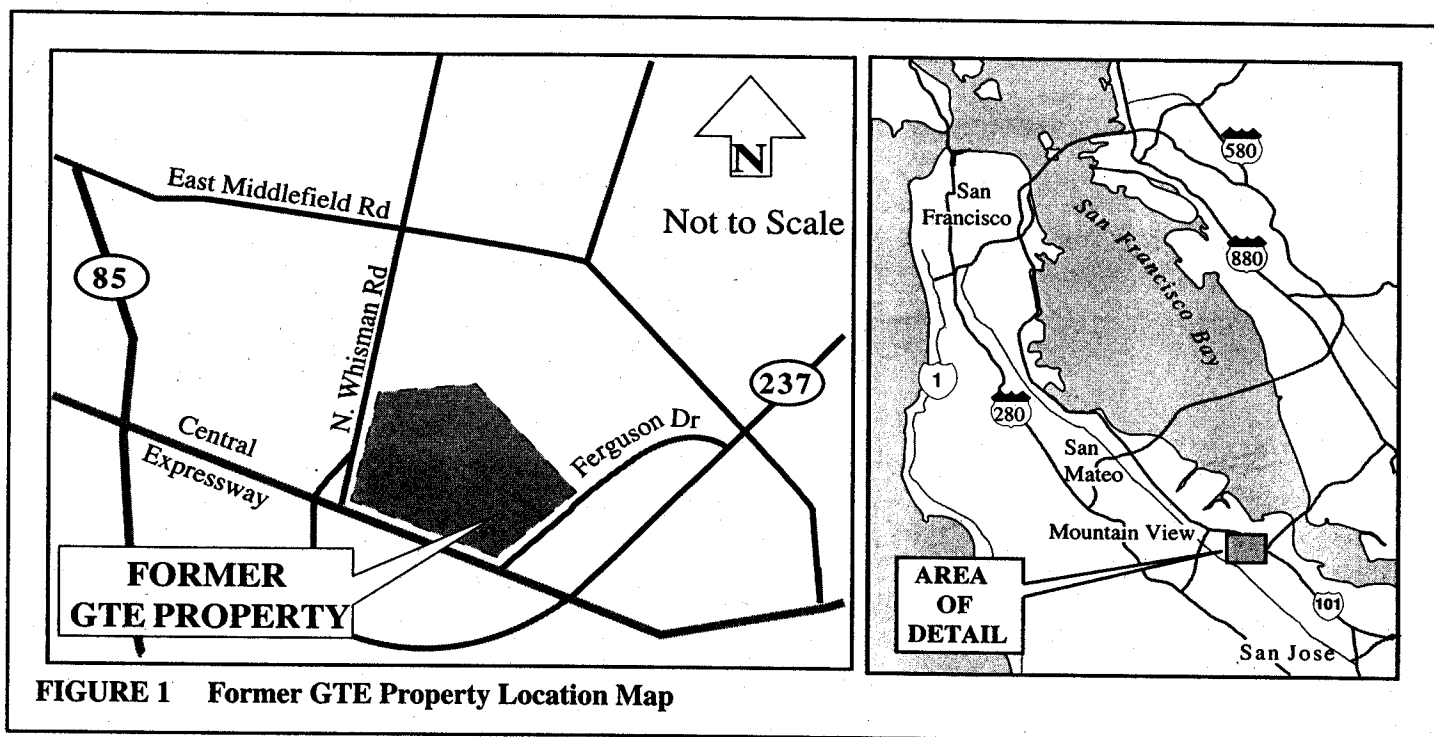 N
Not to Scale
East Middlefield Rd
85
N. Whisman Rd
237
Central
Expressway
Ferguson Dr
FORMER
GTE PROPERTY
580
San
Francisco
San Francisco Bay
880
1
280
San
Mateo
Mountain View
AREA
OF
DETAIL
101
San Jose
FIGURE 1 Former GTE Property Location Map